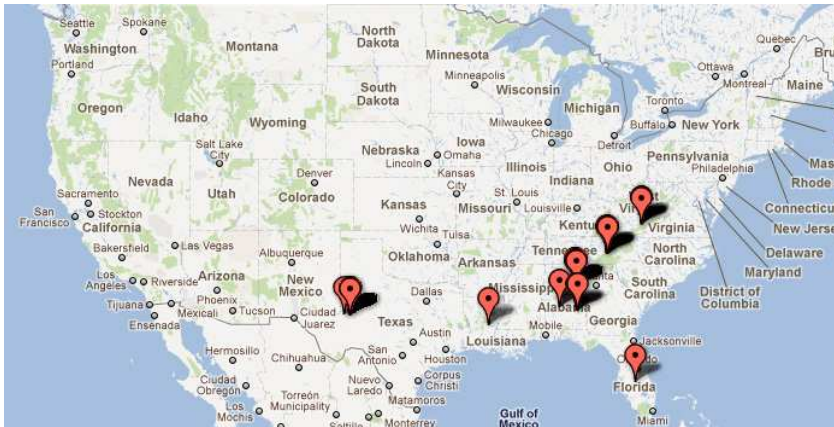 Seattle
Spokane
Washington
Portland
Montana
North
Dakota
Minnesota
Quebec
Ottawa
Montreal
Maine
Oregon
Idaho
Wyoming
South
Dakota
Minneapolis
Wisconsin
Michigan
Toronto
Buffalo
New York
Milwaukee
Chicago
Detroit
Salt Lake
City
Nebraska
Lincoln
Iowa
Omaha
Illinois
Indiana
Ohio
Pennsylvania
Philadelphia
Mas
Rhode
Connecticut
New Jersey
Delaware
Maryland
District of
Columbia
Nevada
Utah
Denver
Colorado
Kansas
City
Kansas
Missouri
St. Louis
Louisville
Virginia
Sacramento
San
Francisco
Stockton
California
Las Vegas
Bakersfield
Wichita
Tulsa
Tennessee
North
Carolina
Los
Angeles
Riverside
Arizona
Albuquerque
New
Mexico
Oklahoma
Arkansas
Mississippi
Alabama
South
Carolina
Georgia
Tijuana
Mexicali
Ensenada
Phoenix
Tucson
Ciudad
Juarez
Dallas
Texas
Louisiana
Mobile
Jacksonville
Hermosillo
Chihuahua
San
Antonio
Austin
Houston
Florida
Ciudad
Obregón
Torreón
Municipality
Nuevo
Laredo
Corpus
Christi
Los
Mochis
Matamoros
Monterrey
Gulf of
Mexico
Miami